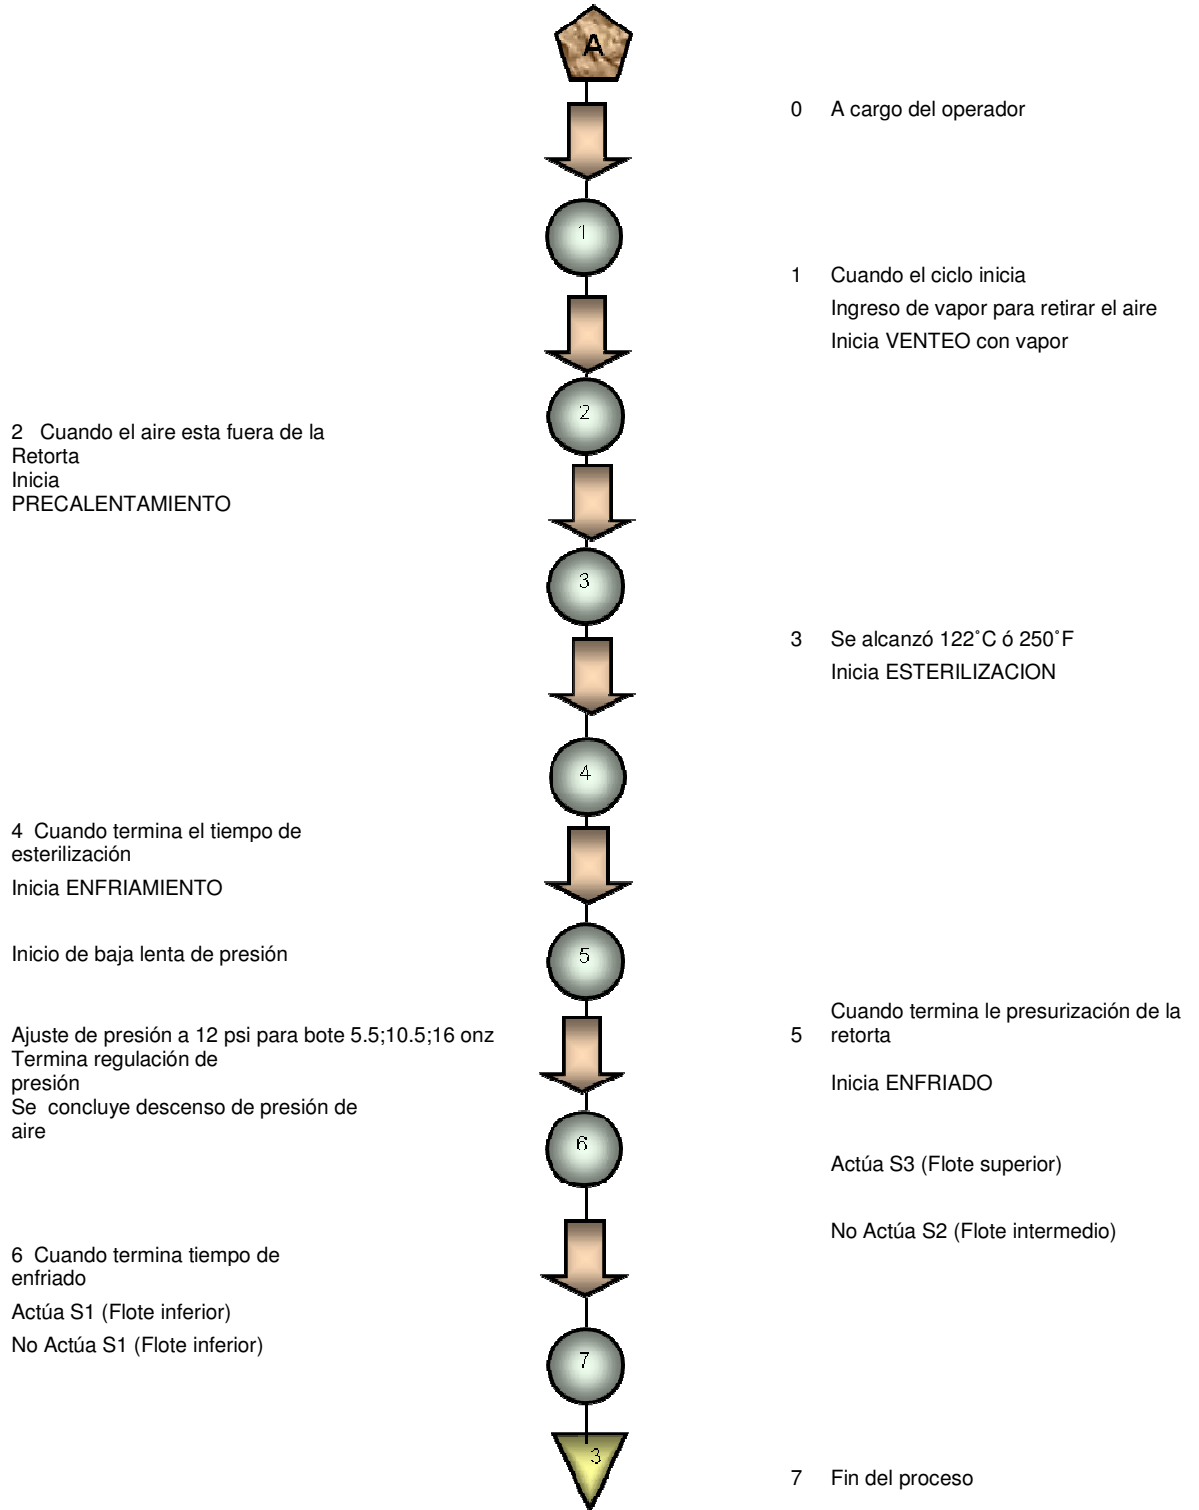 A
0 A cargo del operador
1
1 Cuando el ciclo inicia
Ingreso de vapor para retirar el aire
Inicia VENTEO con vapor
2
2 Cuando el aire esta fuera de la
Retorta
Inicia
PRECALENTAMIENTO
3
3 Se alcanzó 122˚C ó 250˚F
Inicia ESTERILIZACION
4
4 Cuando termina el tiempo de
esterilización
Inicia ENFRIAMIENTO
Inicio de baja lenta de presión
5
Ajuste de presión a 12 psi para bote 5.5;10.5;16 onz
Termina regulación de
presión
Se concluye descenso de presión de
aire
Cuando termina le presurización de la
5 retorta
Inicia ENFRIADO
6
Actúa S3 (Flote superior)
No Actúa S2 (Flote intermedio)
6 Cuando termina tiempo de
enfriado
Actúa S1 (Flote inferior)
No Actúa S1 (Flote inferior)
7
3
7 Fin del proceso